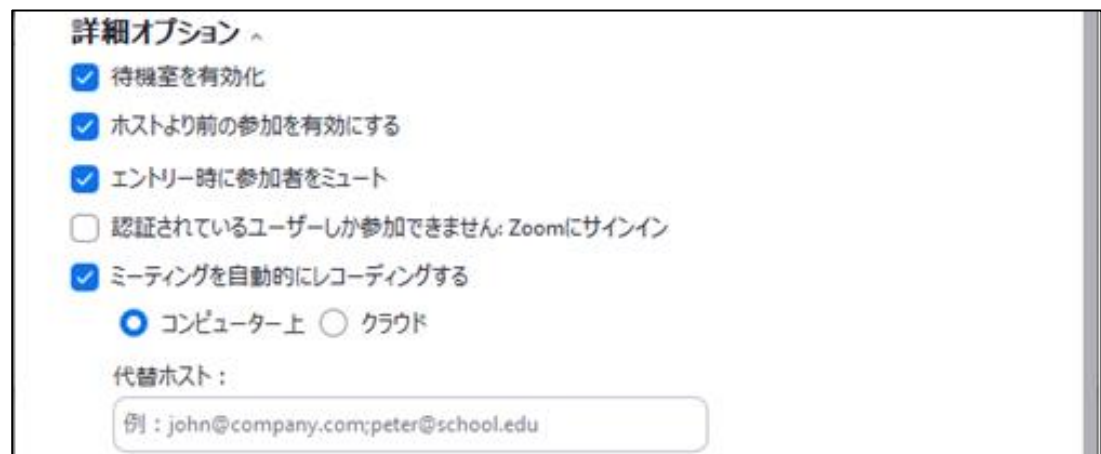 詳細オプション
待機室を有効化
ホストより前の参加を有効にする
エントリー時に参加者をミュート
認証されているユーザーしか参加できません: Zoomにサインイン
ミーティングを自動的にレコーディングする
コンピューター上 クラウド
代替ホスト：
例：john@company.com;peter@school.edu